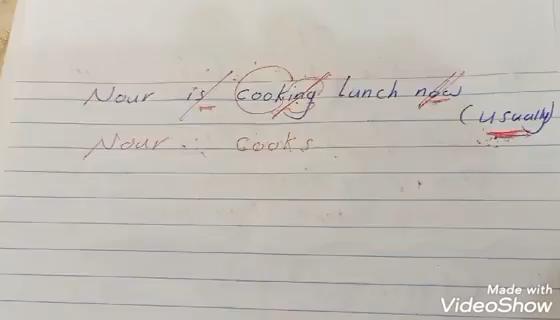 Nour is cooking lunch now
(usually)
Nour cooks
Made with
VideoShow